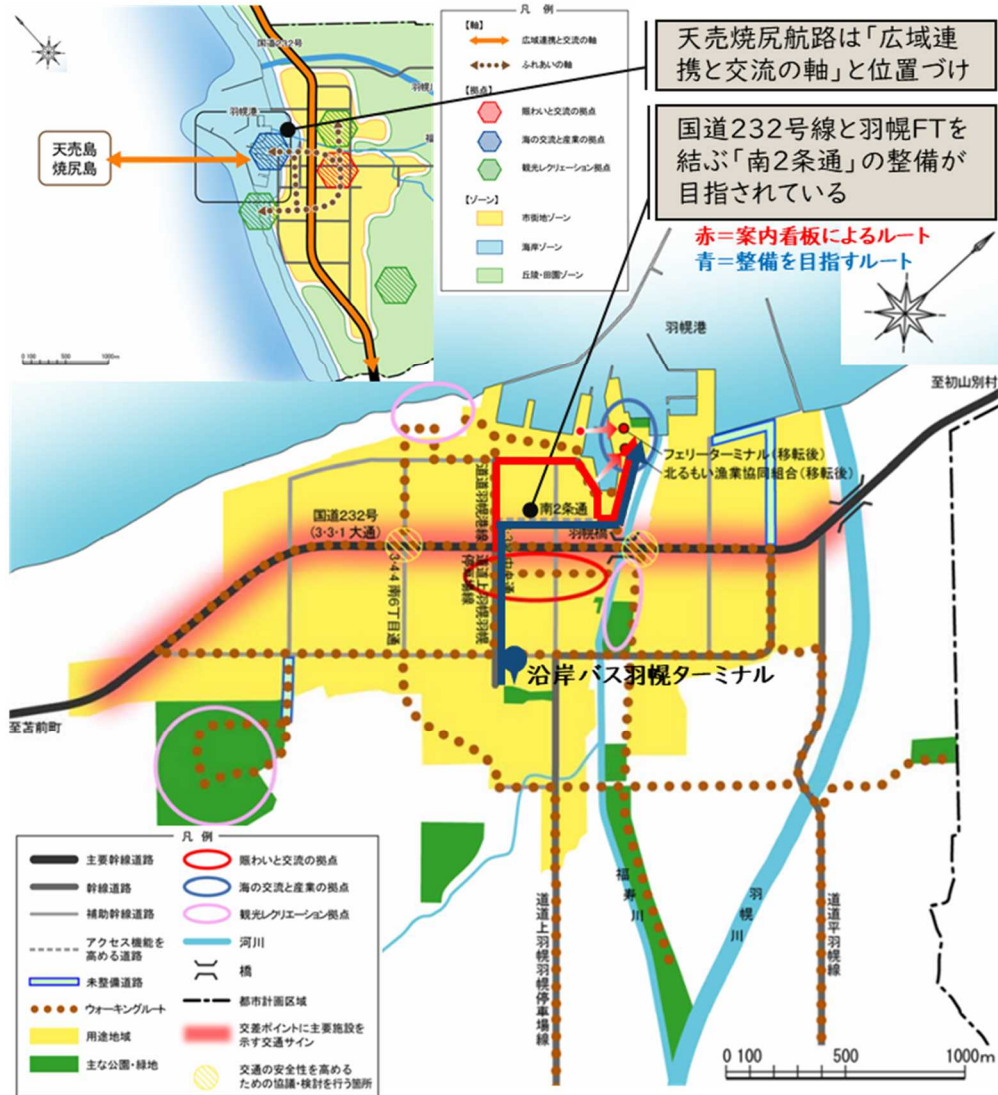 国道232号
羽幌港
天売島
焼尻島
0 100 500 1000m
凡 例
【軸】
広域連携と交流の軸
ふれあいの軸
【拠点】
賑わいと交流の拠点
海の交流と産業の拠点
観光レクリエーション拠点
【ゾーン】
市街地ゾーン
海岸ゾーン
丘陵・田園ゾーン
天売焼尻航路は「広域連
携と交流の軸」と位置づけ
国道232号線と羽幌FTを
結ぶ「南2条通」の整備が
目指されている
赤=案内看板によるルート
青=整備を目指すルート
羽幌港
至初山別村
フェリーターミナル(移転後)
北るもい漁業協同組合(移転後)
道道羽幌港線
南2条通
国道232号
(3・3・1 大通)
羽幌橋
3・4・4 南6丁目通
道道上羽幌羽幌
停車場線
中央通
沿岸バス羽幌ターミナル
至苫前町
福寿川
羽幌川
道道上羽幌羽幌停車場線
道道平羽幌線
凡 例
主要幹線道路
幹線道路
補助幹線道路
アクセス機能を
高める道路
未整備道路
ウォーキングルート
用途地域
主な公園・緑地
賑わいと交流の拠点
海の交流と産業の拠点
観光レクリエーション拠点
河川
橋
都市計画区域
交差ポイントに主要施設を
示す交通サイン
交通の安全性を高める
ための協議・検討を行う箇所
0 100 500 1000m